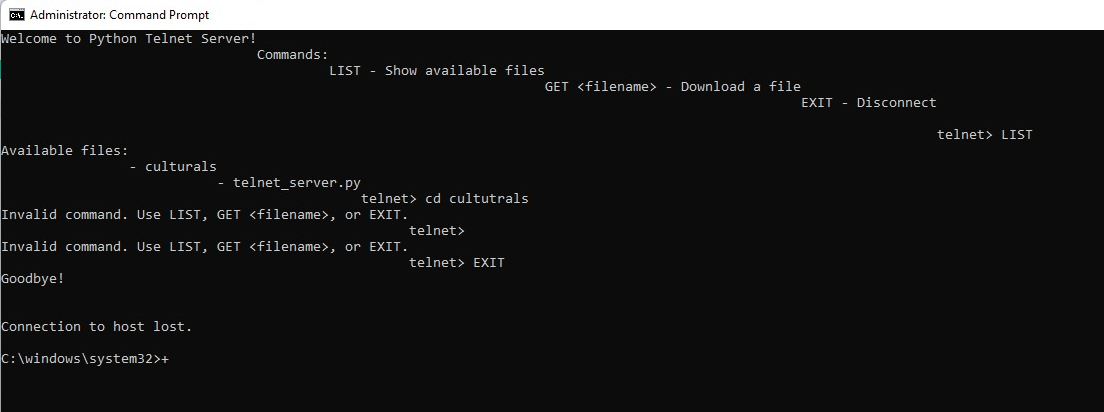 Administrator: Command Prompt
Welcome to Python Telnet Server!
Commands:
LIST - Show available files
GET <filename> - Download a file
EXIT - Disconnect
telnet> LIST
Available files:
- culturals
- telnet_server.py
telnet> cd cultutrals
Invalid command. Use LIST, GET <filename>, or EXIT.
telnet>
Invalid command. Use LIST, GET <filename>, or EXIT.
telnet> EXIT
Goodbye!
Connection to host lost.
C:\windows\system32>+